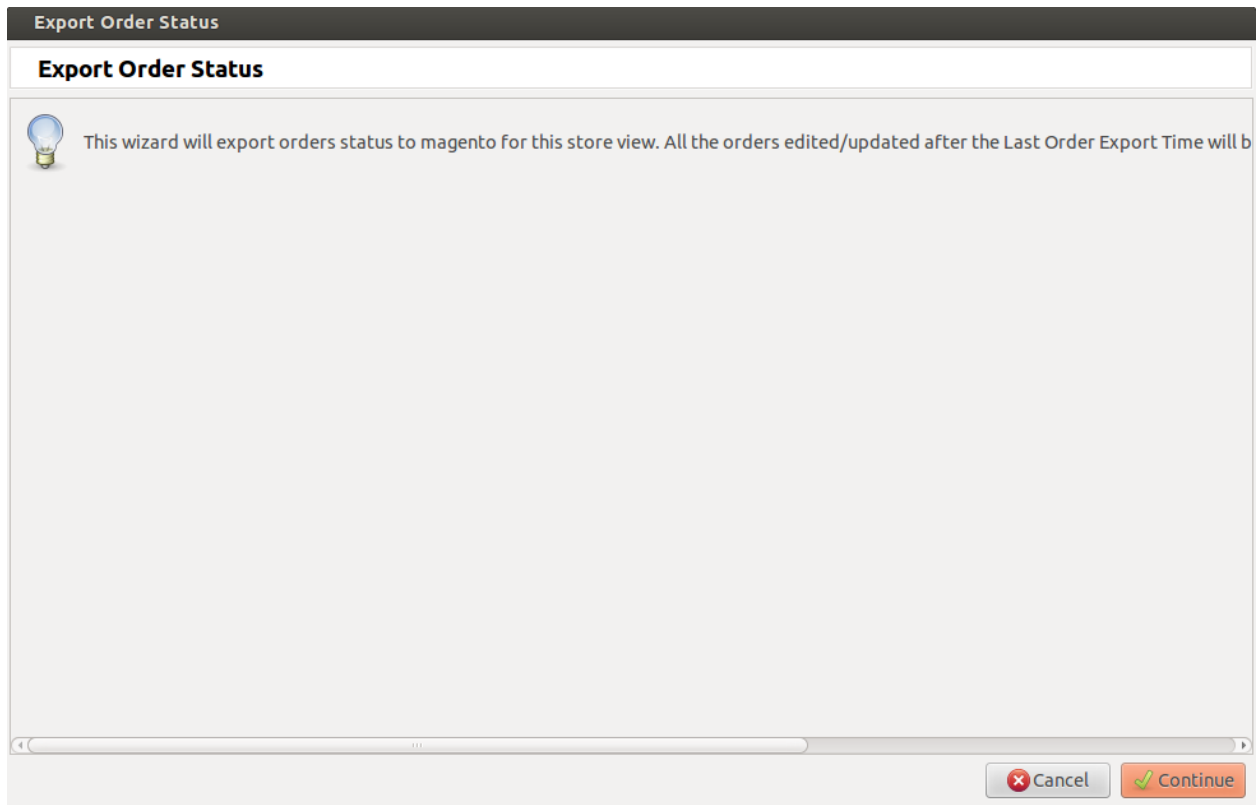 Export Order Status
Export Order Status
This wizard will export orders status to magento for this store view. All the orders edited/updated after the Last Order Export Time will b
Cancel
Continue